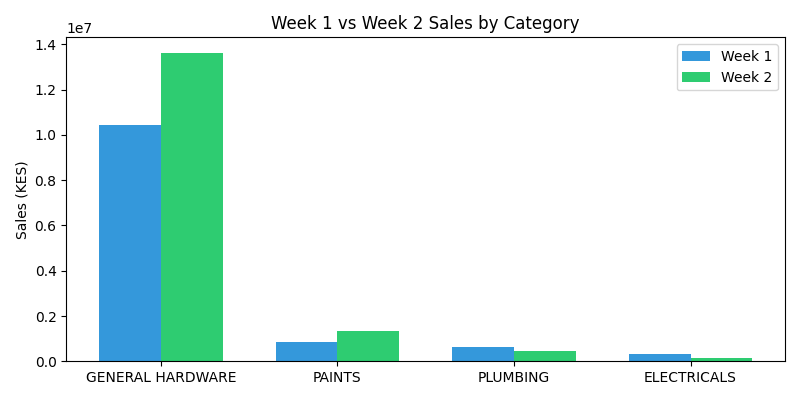 Week 1 vs Week 2 Sales by Category
1e7
1.4
1.2
1.0
0.8
0.6
0.4
0.2
0.0
Sales (KES)
Week 1
Week 2
GENERAL HARDWARE PAINTS PLUMBING ELECTRICALS